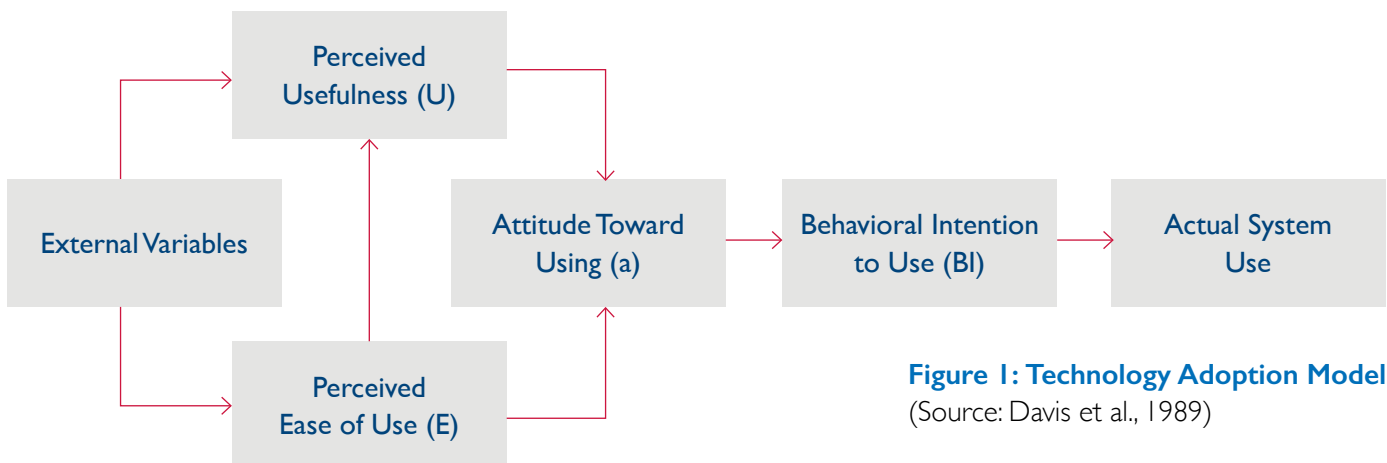 Perceived
Usefulness (U)
External Variables
Attitude Toward
Using (a)
Behavioral Intention
to Use (BI)
Actual System
Use
Perceived
Ease of Use (E)
Figure 1: Technology Adoption Model
(Source: Davis et al., 1989)